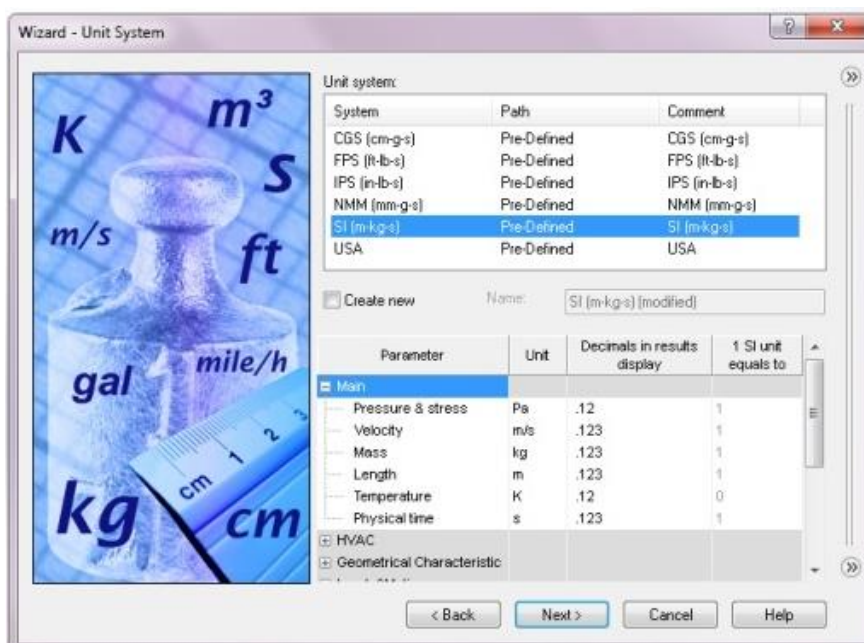 Wizard - Unit System
K
m³
s
m/s
ft
gal
mile/h
cm 1 2 3
kg
cm
Unit system:
System Path Comment
CGS (cm-g-s) Pre-Defined CGS (cm-g-s)
FPS (ft-lb-s) Pre-Defined FPS (ft-lb-s)
IPS (in-lb-s) Pre-Defined IPS (in-lb-s)
NMM (mm-g-s) Pre-Defined NMM (mm-g-s)
SI (m-kg-s) Pre-Defined SI (m-kg-s)
USA Pre-Defined USA
Create new Name: SI (m-kg-s) (modified)
Parameter Unit Decimals in results display 1 SI unit equals to
Main
Pressure & stress Pa .12 1
Velocity m/s .123 1
Mass kg .123 1
Length m .123 1
Temperature K .12 0
Physical time s .123 1
HVAC
Geometrical Characteristic
< Back Next > Cancel Help